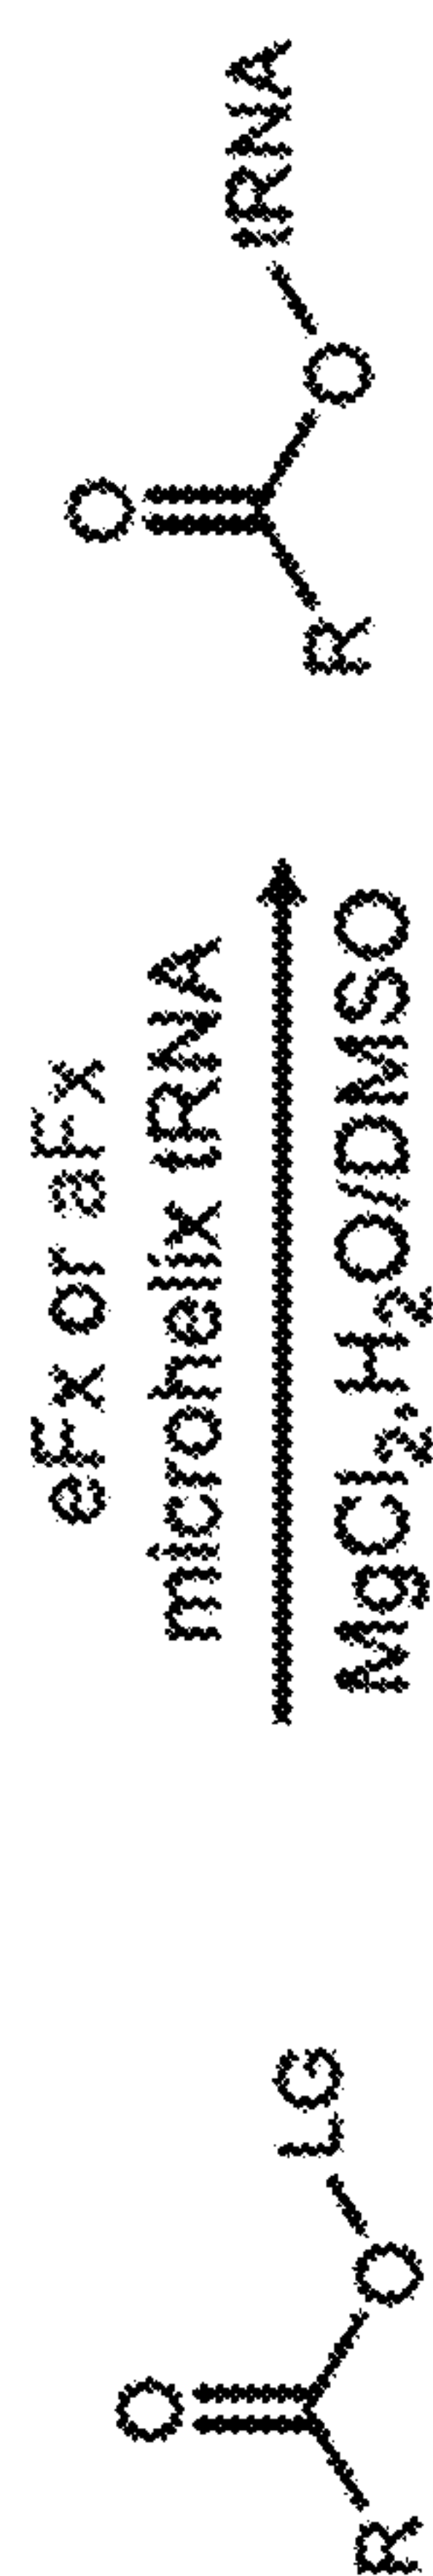 O
R O LG
eFx or aFx
microhelix tRNA
MgCl2, H2O/DMSO
O
R O tRNA